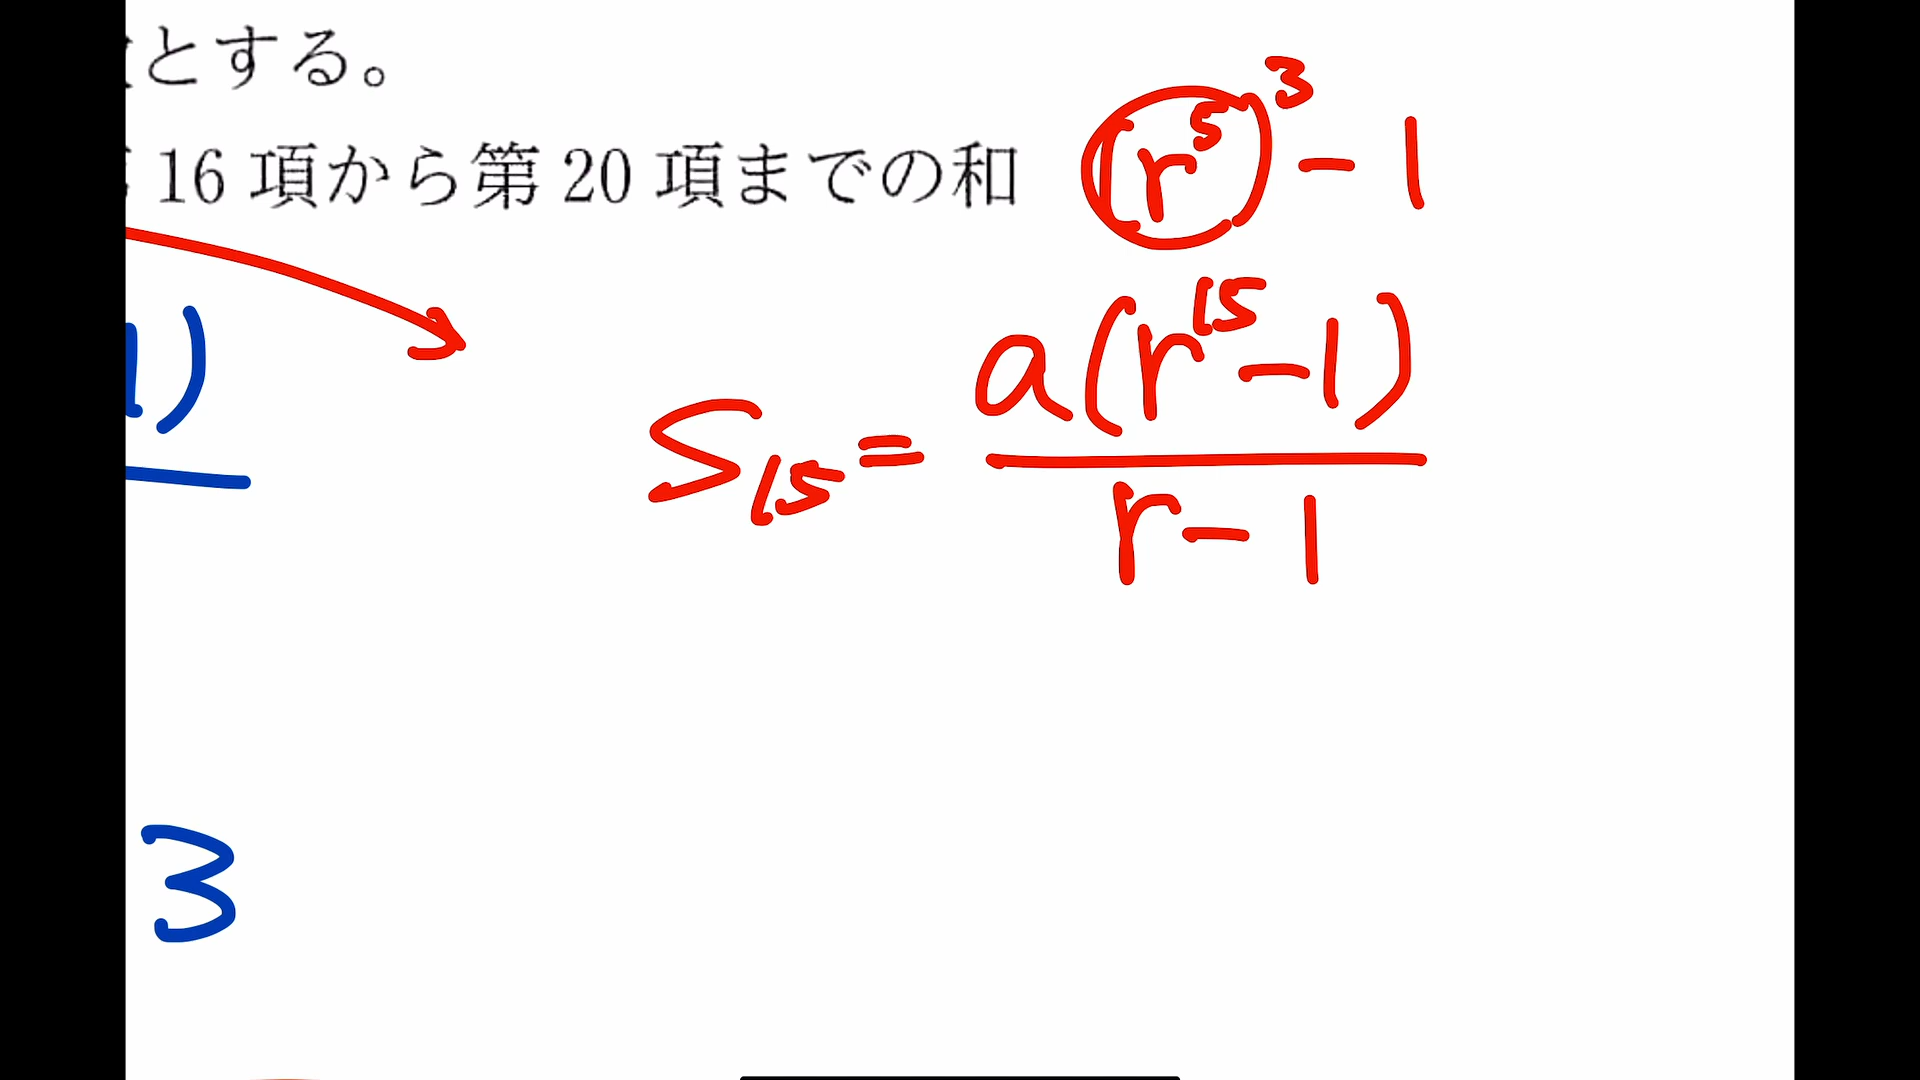 とする。
16 項から第 20 項までの和
(r⁵)³ - 1
1)
S₁₅ = a(r¹⁵-1)
r-1
3